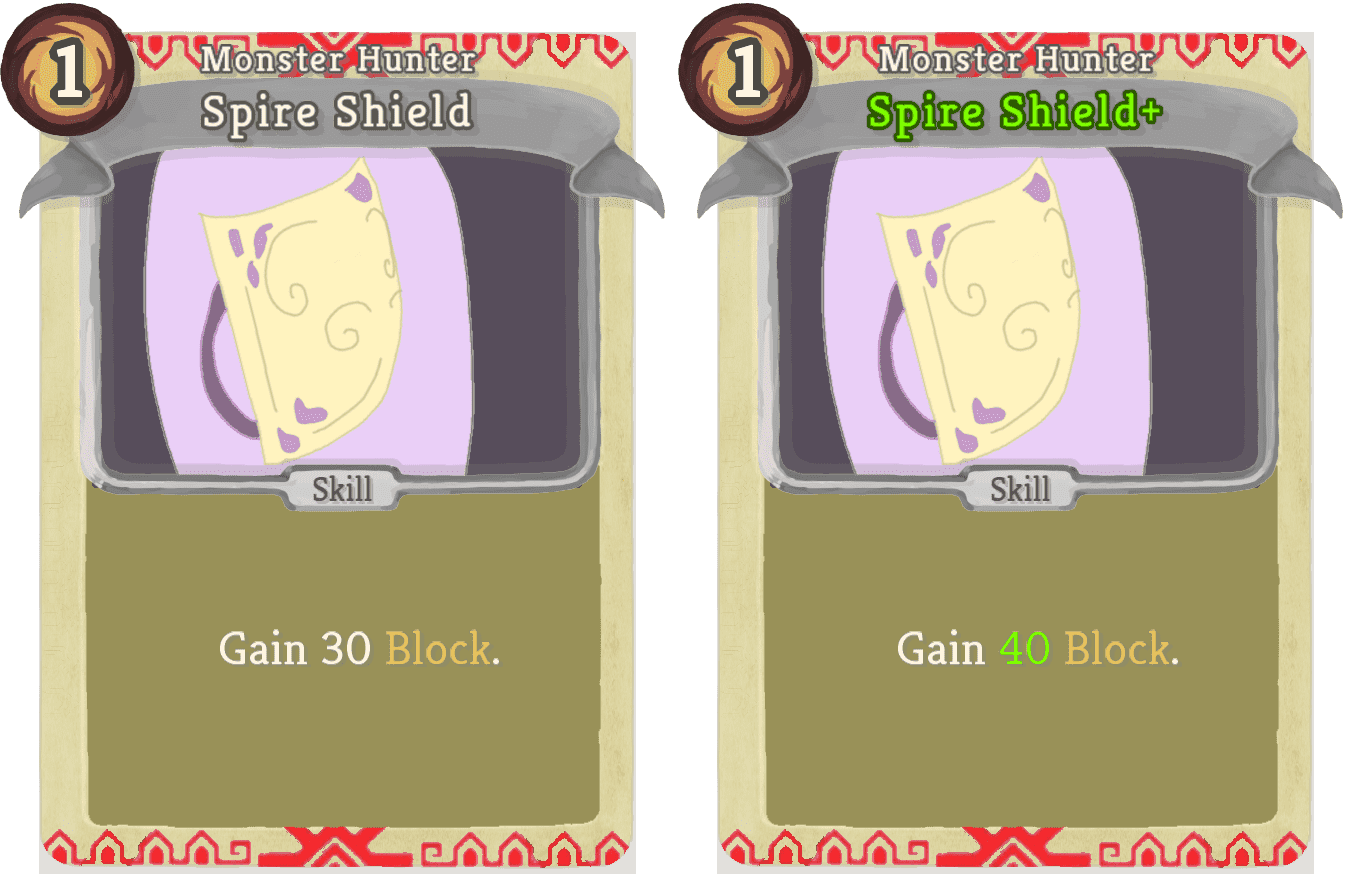 1
Monster Hunter
Spire Shield
Skill
Gain 30 Block.
1
Monster Hunter
Spire Shield+
Skill
Gain 40 Block.